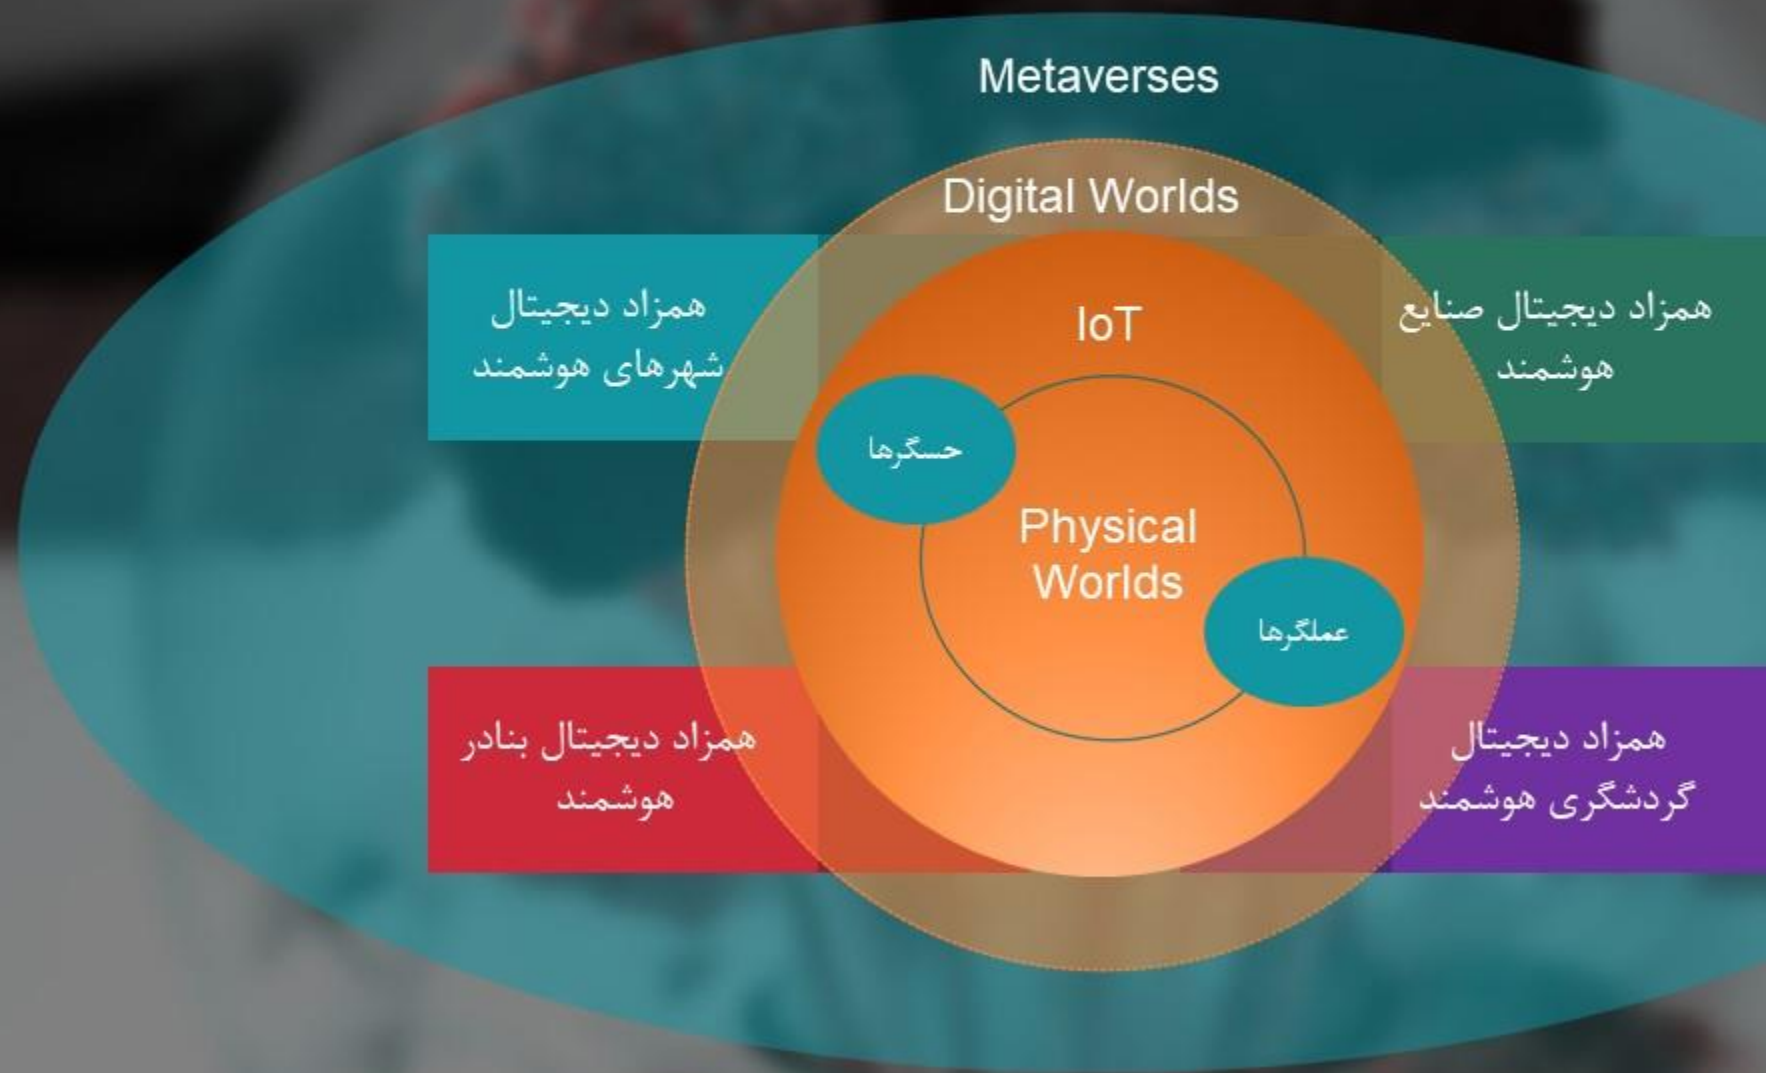 Metaverses
Digital Worlds
همزاد دیجیتال صنایع
هوشمند
IoT
همزاد دیجیتال
شهرهای هوشمند
حسگرها
Physical
Worlds
عملگرها
همزاد دیجیتال
گردشگری هوشمند
همزاد دیجیتال بنادر
هوشمند